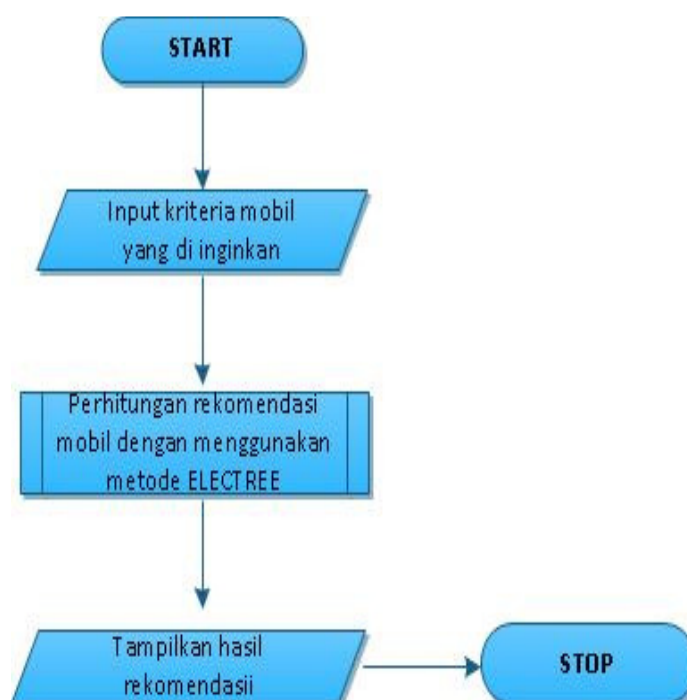 START
Input kriteria mobil
yang di inginkan
Perhitungan rekomendasi
mobil dengan menggunakan
metode ELECTREE
Tampilkan hasil
rekomendasii
STOP